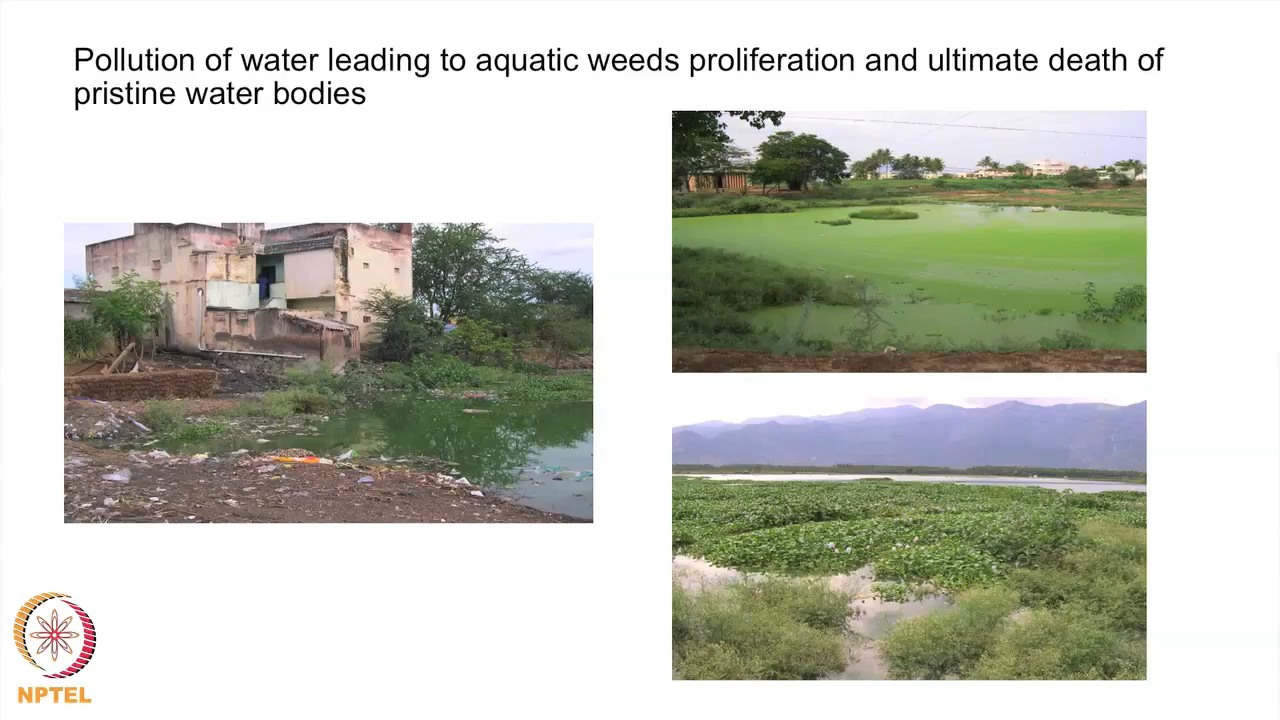 Pollution of water leading to aquatic weeds proliferation and ultimate death of
pristine water bodies
NPTEL